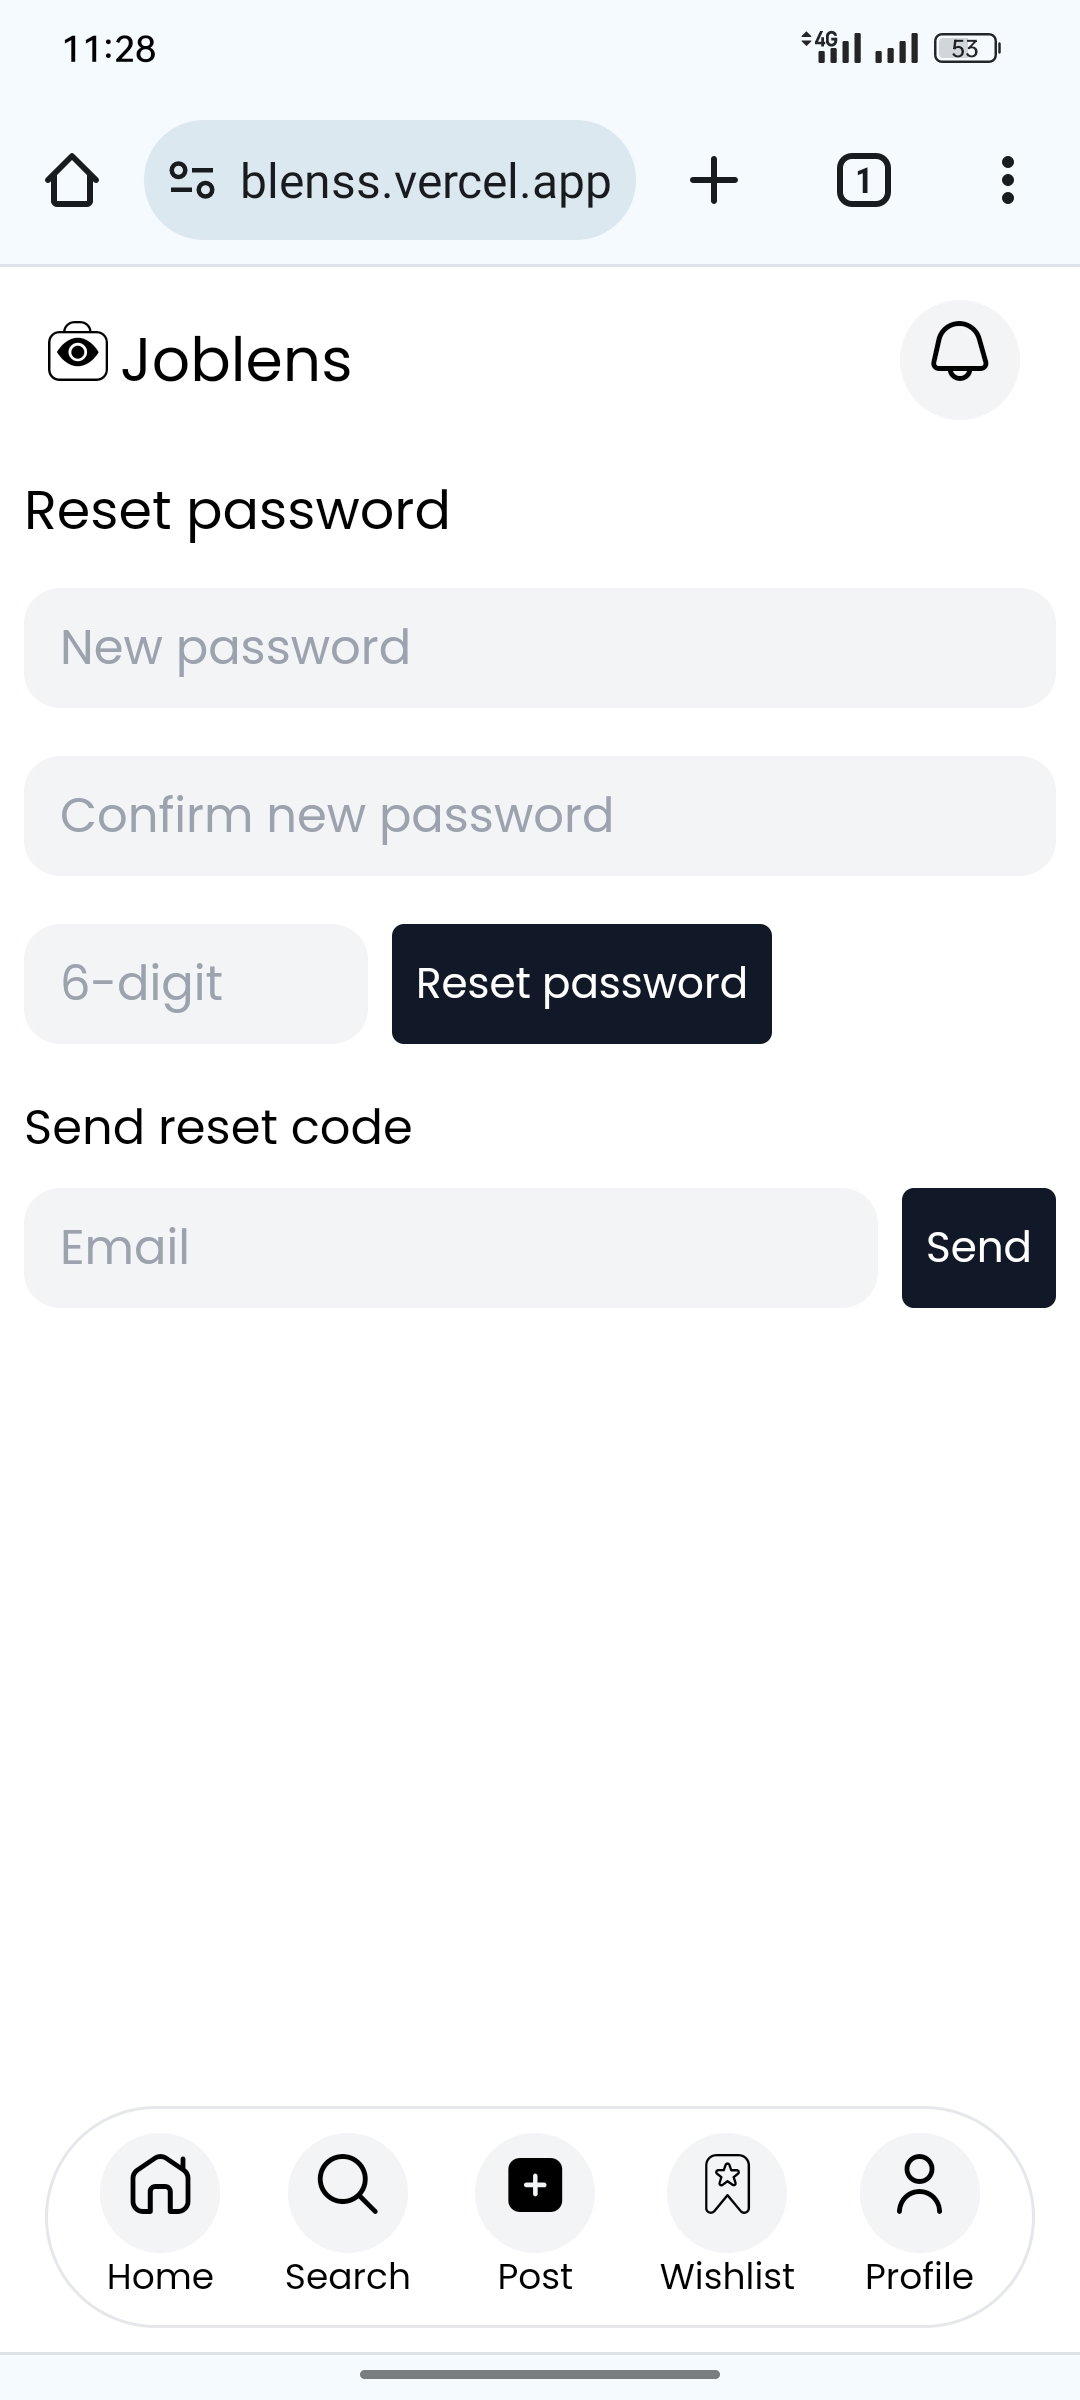 11:28
4G
53
blenss.vercel.app
1
Joblens
Reset password
New password
Confirm new password
6-digit
Reset password
Send reset code
Email
Send
Home
Search
Post
Wishlist
Profile